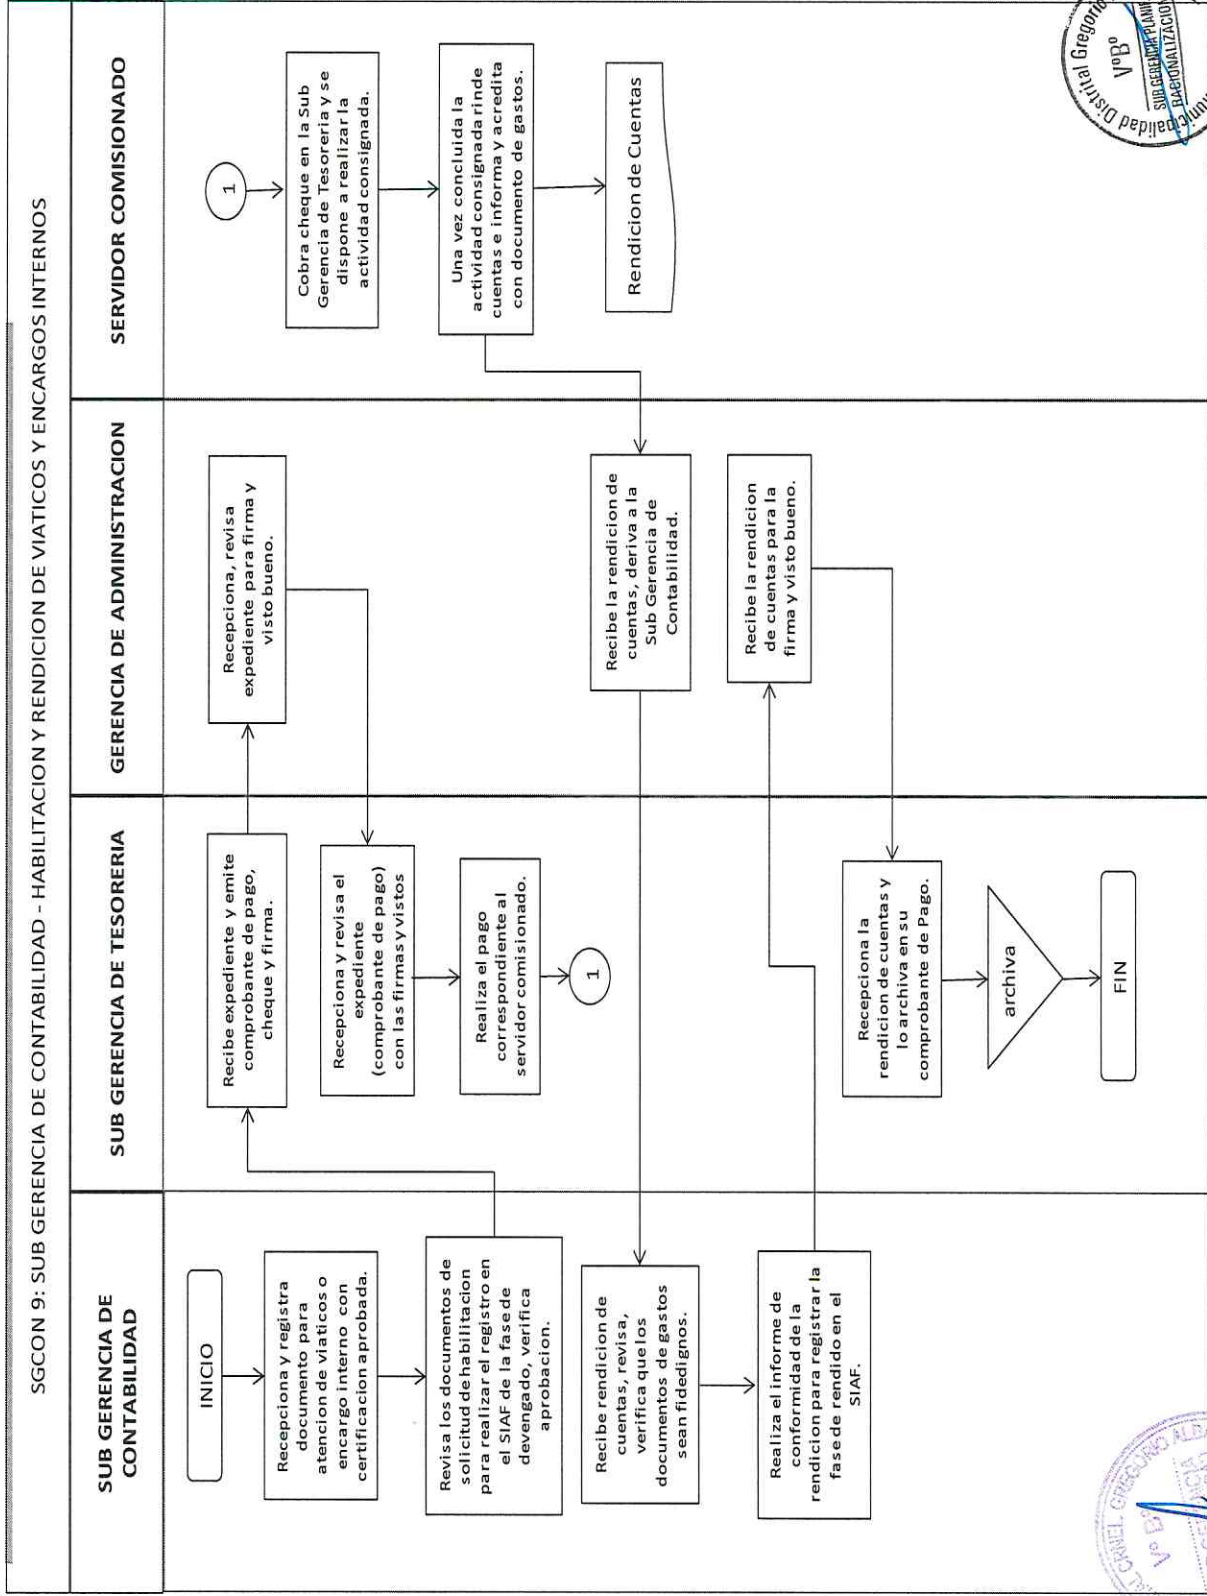 SGCON 9: SUB GERENCIA DE CONTABILIDAD - HABILITACION Y RENDICION DE VIATICOS Y ENCARGOS INTERNOS
SUB GERENCIA DE
CONTABILIDAD
SUB GERENCIA DE TESORERIA
GERENCIA DE ADMINISTRACION
SERVIDOR COMISIONADO
INICIO
Recepciona y registra
documento para
atencion de viaticos o
encargo interno con
certificacion aprobada.
Revisa los documentos de
solicitud de habilitacion
para realizar el registro en
el SIAF de la fase de
devengado, verifica
aprobacion.
Recibe expediente y emite
comprobante de pago,
cheque y firma.
Recepciona, revisa
expediente para firma y
visto bueno.
Recepciona y revisa el
expediente
(comprobante de pago)
con las firmas y vistos
Realiza el pago
correspondiente al
servidor comisionado.
1
1
Cobra cheque en la Sub
Gerencia de Tesoreria y se
dispone a realizar la
actividad consignada.
Una vez concluida la
actividad consignada rinde
cuentas e informa y acredita
con documento de gastos.
Rendicion de Cuentas
Recibe la rendicion de
cuentas, deriva a la
Sub Gerencia de
Contabilidad.
Recibe rendicion de
cuentas, revisa,
verifica que los
documentos de gastos
sean fidedignos.
Realiza el informe de
conformidad de la
rendicion para registrar la
fase de rendido en el
SIAF.
Recibe la rendicion
de cuentas para la
firma y visto bueno.
Recepciona la
rendicion de cuentas y
lo archiva en su
comprobante de Pago.
archiva
FIN
CRNEL. GREGORIO
Vº Bº
Distrital Gregorio
VºBº
SUB GERENCIA
RACIONALIZACION